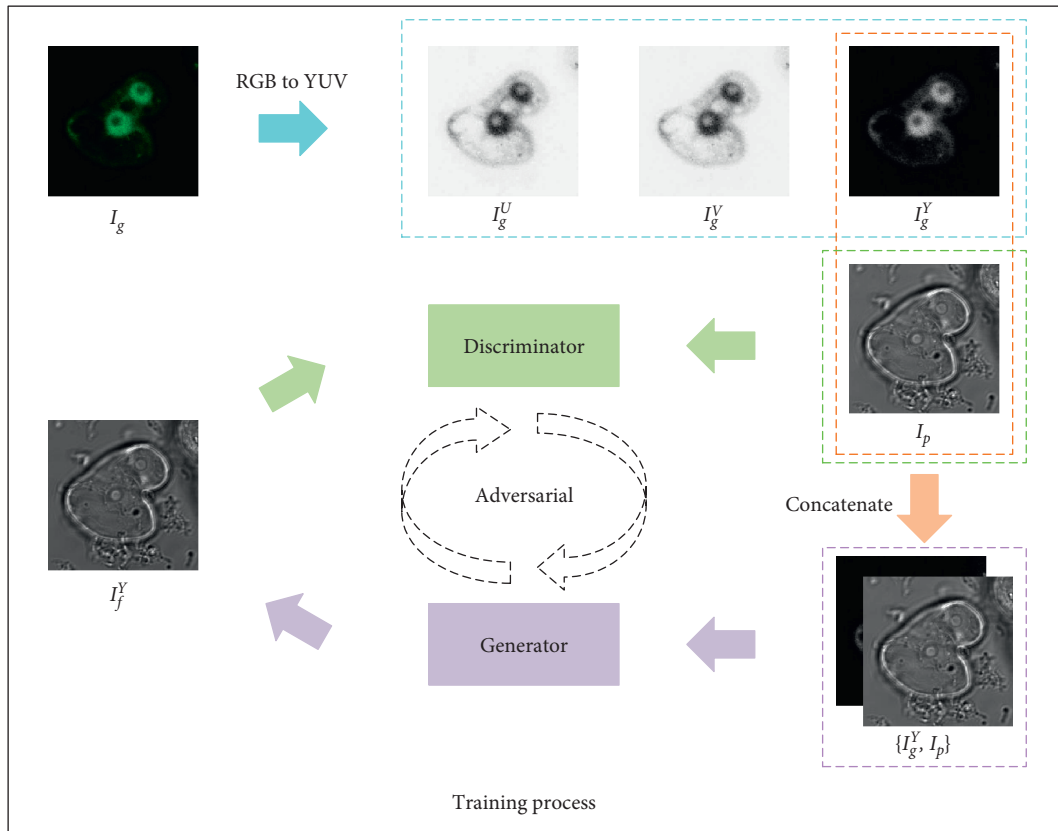 RGB to YUV
I_g
I_g^U
I_g^V
I_g^Y
Discriminator
I_p
Adversarial
Concatenate
I_f^Y
Generator
{I_g^Y, I_p}
Training process